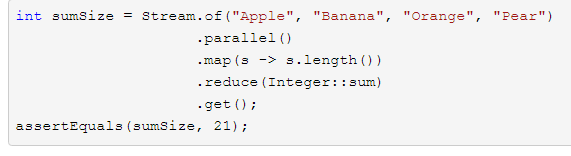 int sumSize = Stream.of("Apple", "Banana", "Orange", "Pear")
.parallel()
.map(s -> s.length())
.reduce(Integer::sum)
.get();
assertEquals(sumSize, 21);